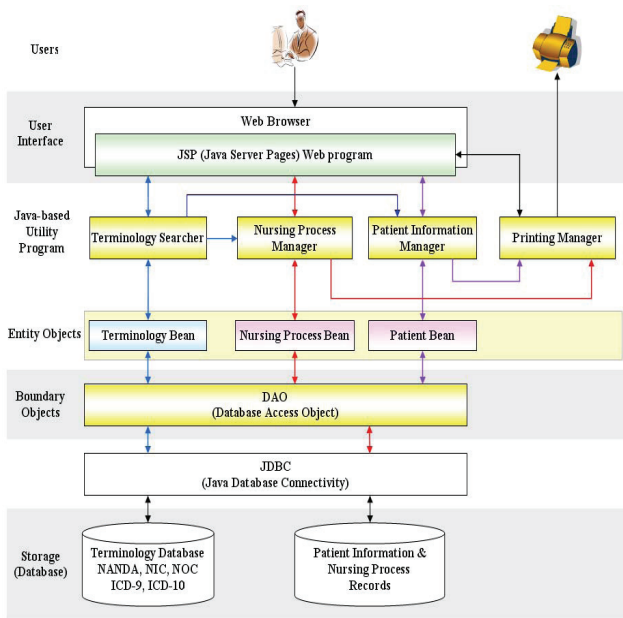 Users
User
Interface
Web Browser
JSP (Java Server Pages) Web program
Java-based
Utility
Program
Terminology Searcher
Nursing Process
Manager
Patient Information
Manager
Printing Manager
Entity Objects
Terminology Bean
Nursing Process Bean
Patient Bean
Boundary
Objects
DAO
(Database Access Object)
JDBC
(Java Database Connectivity)
Storage
(Database)
Terminology Database
NANDA, NIC, NOC
ICD-9, ICD-10
Patient Information &
Nursing Process
Records